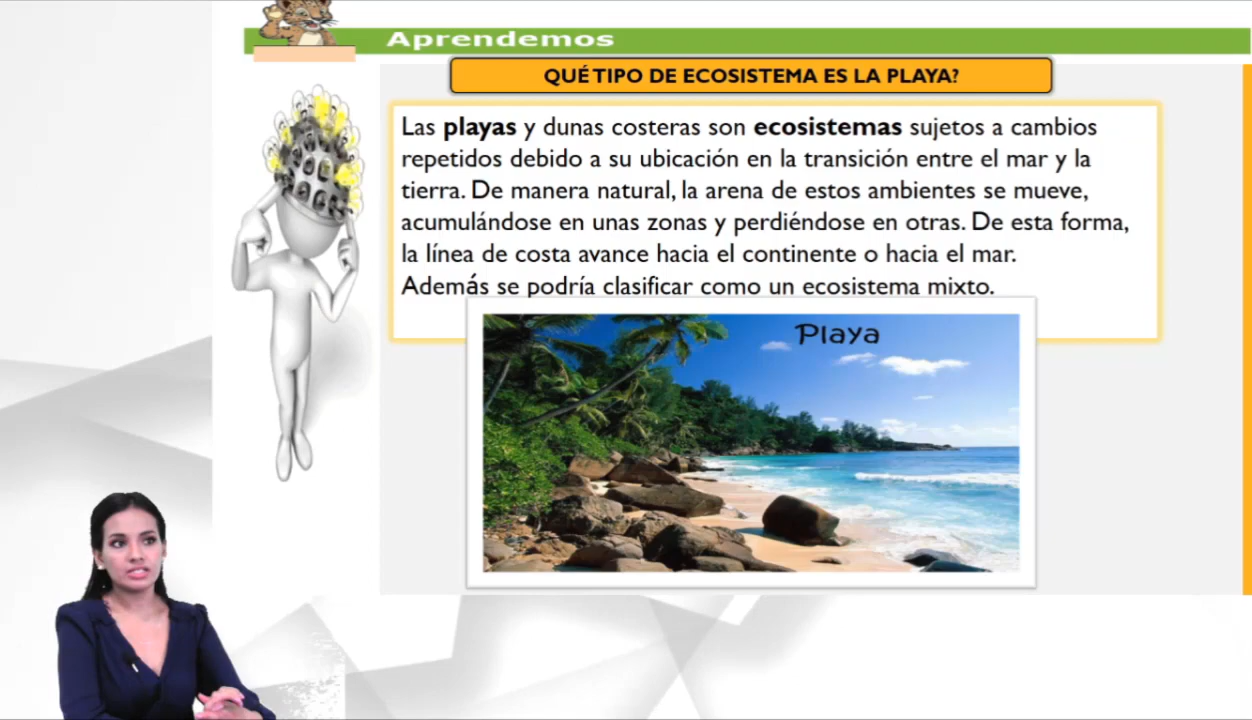 Aprendemos
QUÉ TIPO DE ECOSISTEMA ES LA PLAYA?
Las playas y dunas costeras son ecosistemas sujetos a cambios
repetidos debido a su ubicación en la transición entre el mar y la
tierra. De manera natural, la arena de estos ambientes se mueve,
acumulándose en unas zonas y perdiéndose en otras. De esta forma,
la línea de costa avance hacia el continente o hacia el mar.
Además se podría clasificar como un ecosistema mixto.
Playa